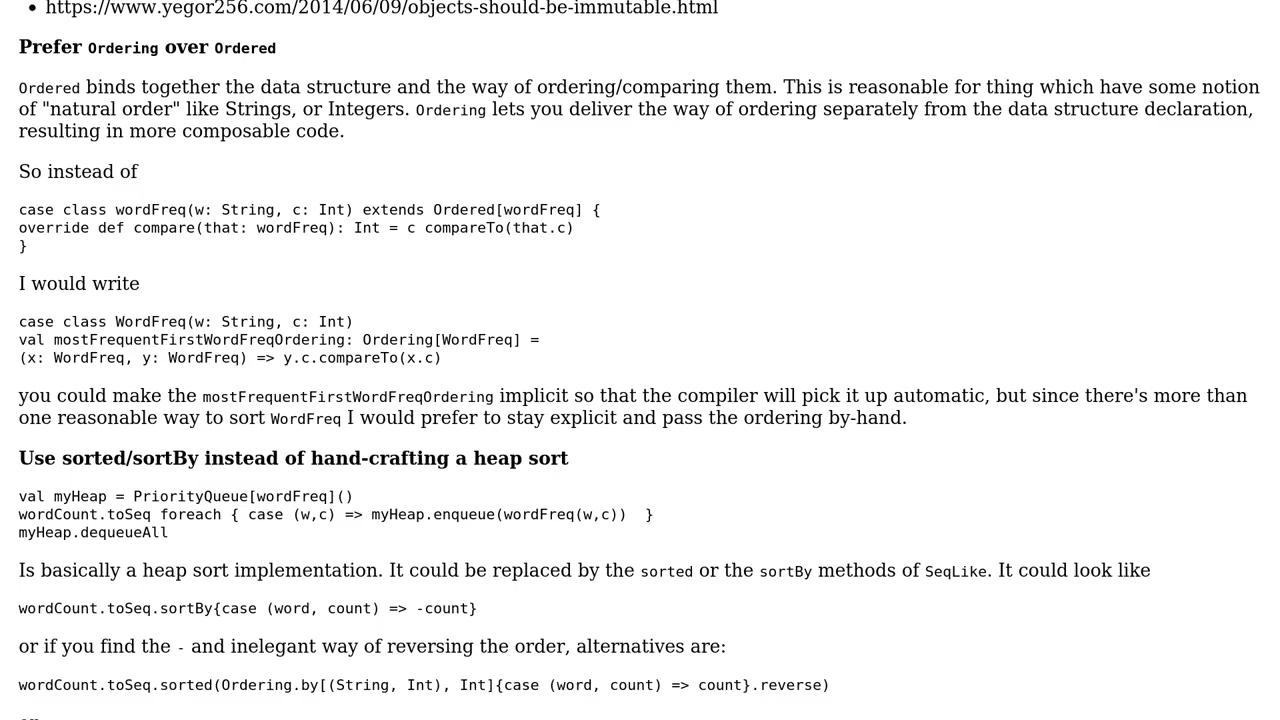 • https://www.yegor256.com/2014/06/09/objects-should-be-immutable.html
Prefer Ordering over Ordered
Ordered binds together the data structure and the way of ordering/comparing them. This is reasonable for thing which have some notion
of "natural order" like Strings, or Integers. Ordering lets you deliver the way of ordering separately from the data structure declaration,
resulting in more composable code.
So instead of
case class wordFreq(w: String, c: Int) extends Ordered[wordFreq] {
override def compare(that: wordFreq): Int = c compareTo(that.c)
}
I would write
case class WordFreq(w: String, c: Int)
val mostFrequentFirstWordFreqOrdering: Ordering[WordFreq] =
(x: WordFreq, y: WordFreq) => y.c.compareTo(x.c)
you could make the mostFrequentFirstWordFreqOrdering implicit so that the compiler will pick it up automatic, but since there's more than
one reasonable way to sort WordFreq I would prefer to stay explicit and pass the ordering by-hand.
Use sorted/sortBy instead of hand-crafting a heap sort
val myHeap = PriorityQueue[wordFreq]()
wordCount.toSeq foreach { case (w,c) => myHeap.enqueue(wordFreq(w,c))  }
myHeap.dequeueAll
Is basically a heap sort implementation. It could be replaced by the sorted or the sortBy methods of SeqLike. It could look like
wordCount.toSeq.sortBy{case (word, count) => -count}
or if you find the - and inelegant way of reversing the order, alternatives are:
wordCount.toSeq.sorted(Ordering.by[(String, Int), Int]{case (word, count) => count}.reverse)